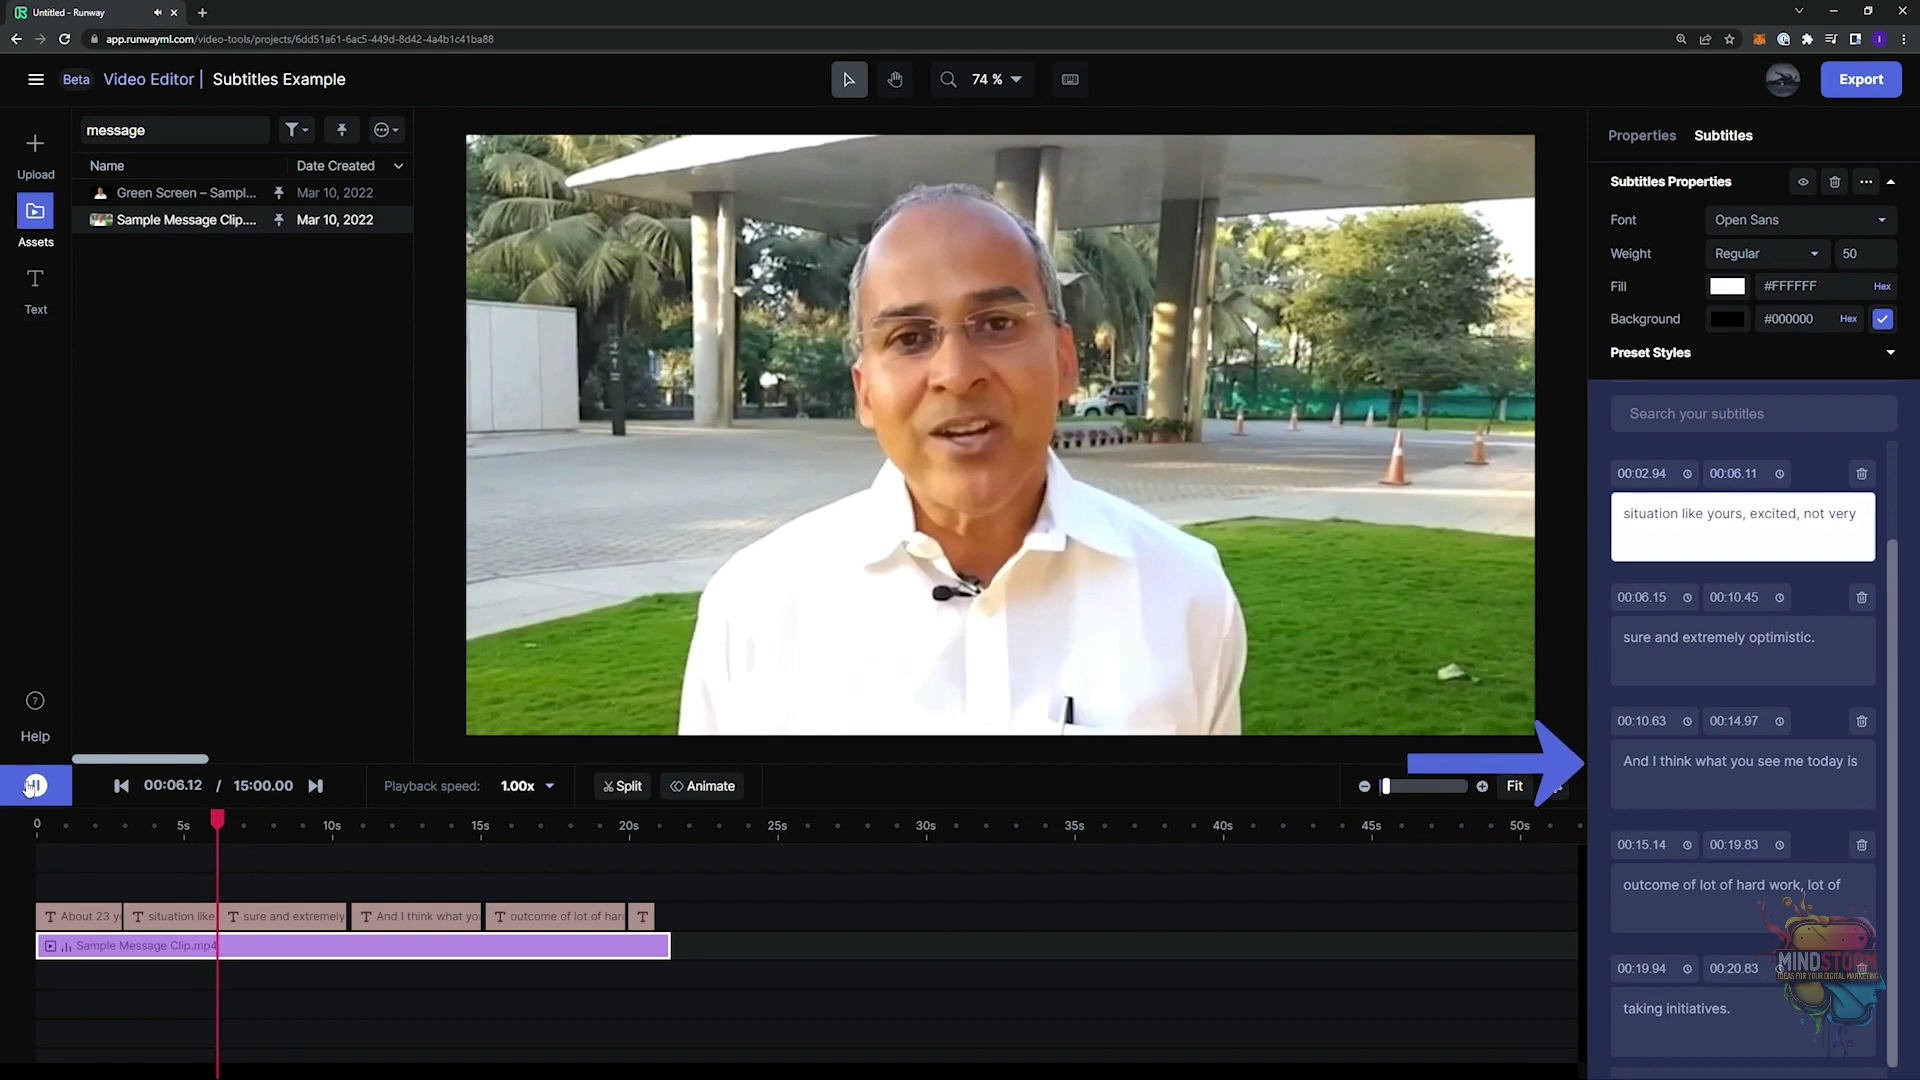 Untitled - Runway
app.runwayml.com/video-tools/projects/6dd51a61-6ac5-449d-8d42-4a4b1c41ba88
Beta Video Editor | Subtitles Example
74 %
Export
Upload
Assets
Text
Help
message
Name Date Created
Green Screen – Sampl... Mar 10, 2022
Sample Message Clip.... Mar 10, 2022
Properties Subtitles
Subtitles Properties
Font Open Sans
Weight Regular 50
Fill #FFFFFF Hex
Background #000000 Hex
Preset Styles
Search your subtitles
00:02.94 00:06.11
situation like yours, excited, not very
00:06.15 00:10.45
sure and extremely optimistic.
00:10.63 00:14.97
And I think what you see me today is
00:15.14 00:19.83
outcome of lot of hard work, lot of
00:19.94 00:20.83
taking initiatives.
MINDSTORM
IDEAS FOR YOUR DIGITAL MARKETING
00:06.12 / 15:00.00
Playback speed: 1.00x
Split
Animate
Fit
0 5s 10s 15s 20s 25s 30s 35s 40s 45s 50s
About 23 y situation like sure and extremely And I think what yo outcome of lot of har
Sample Message Clip.mp4